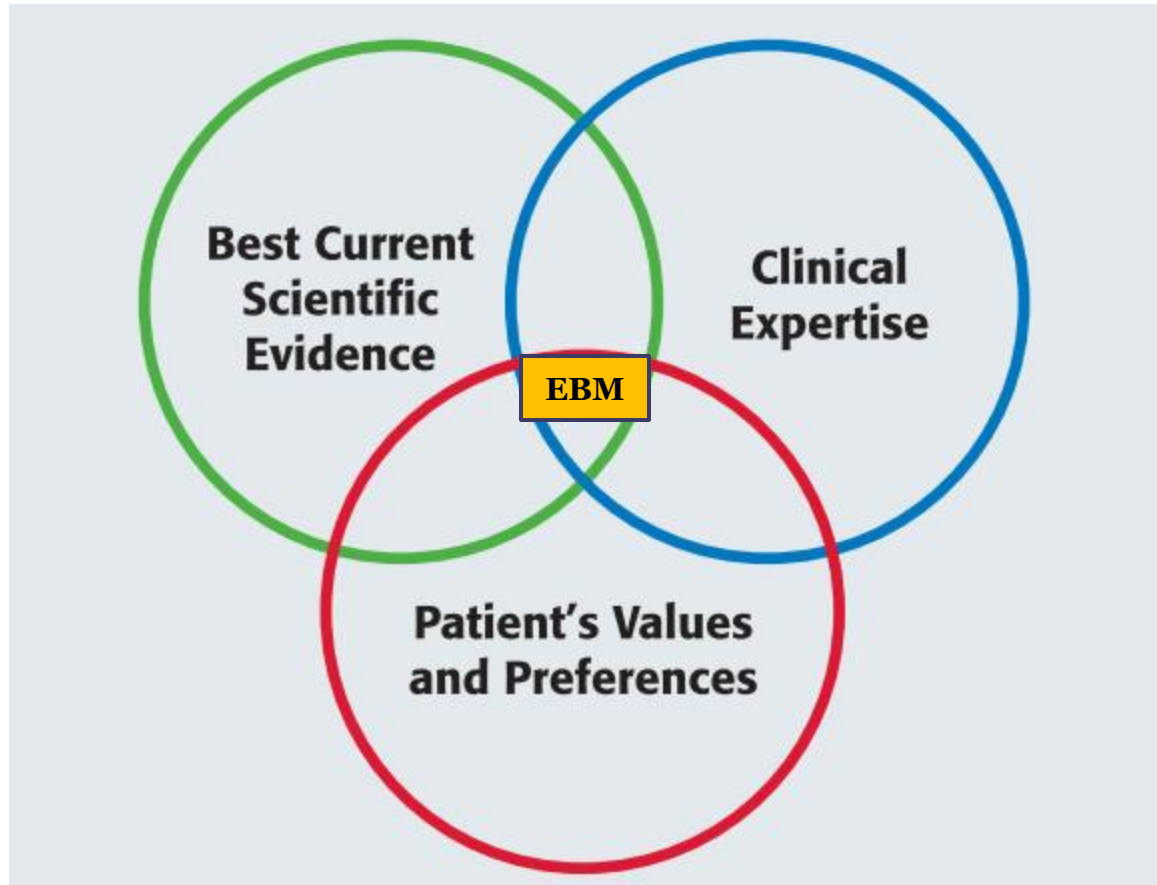 Best Current
Scientific
Evidence
Clinical
Expertise
EBM
Patient’s Values
and Preferences